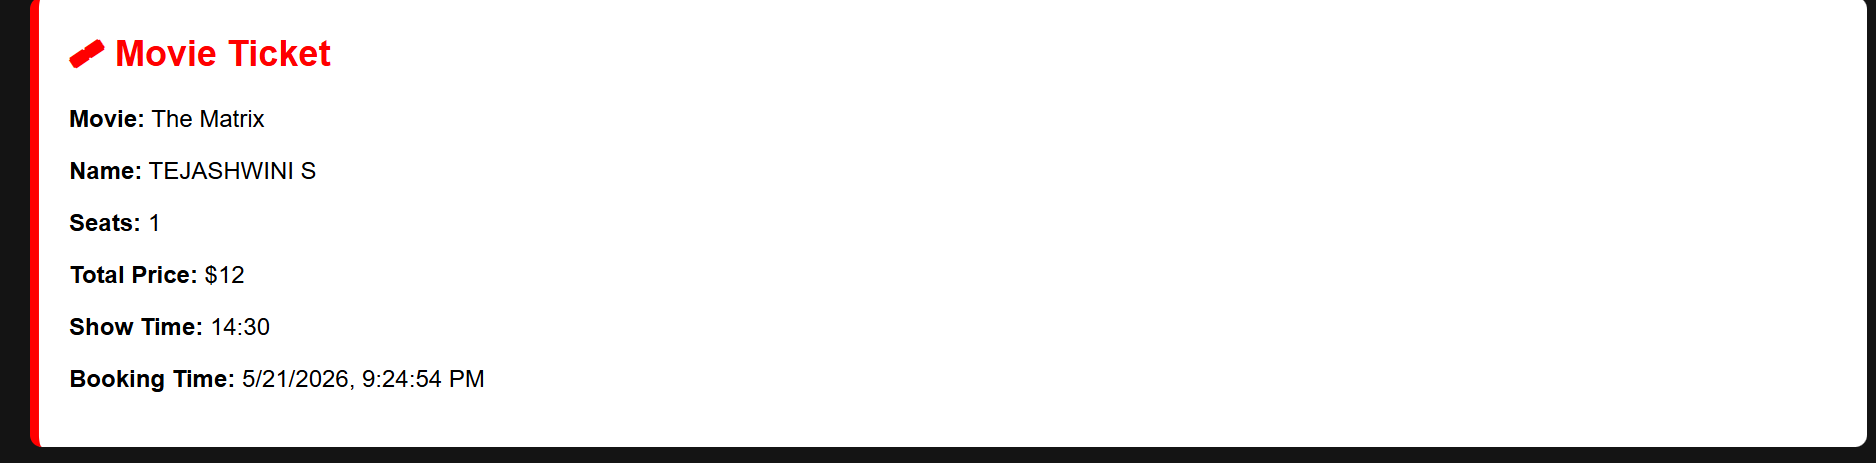 Movie Ticket
Movie: The Matrix
Name: TEJASHWINI S
Seats: 1
Total Price: $12
Show Time: 14:30
Booking Time: 5/21/2026, 9:24:54 PM